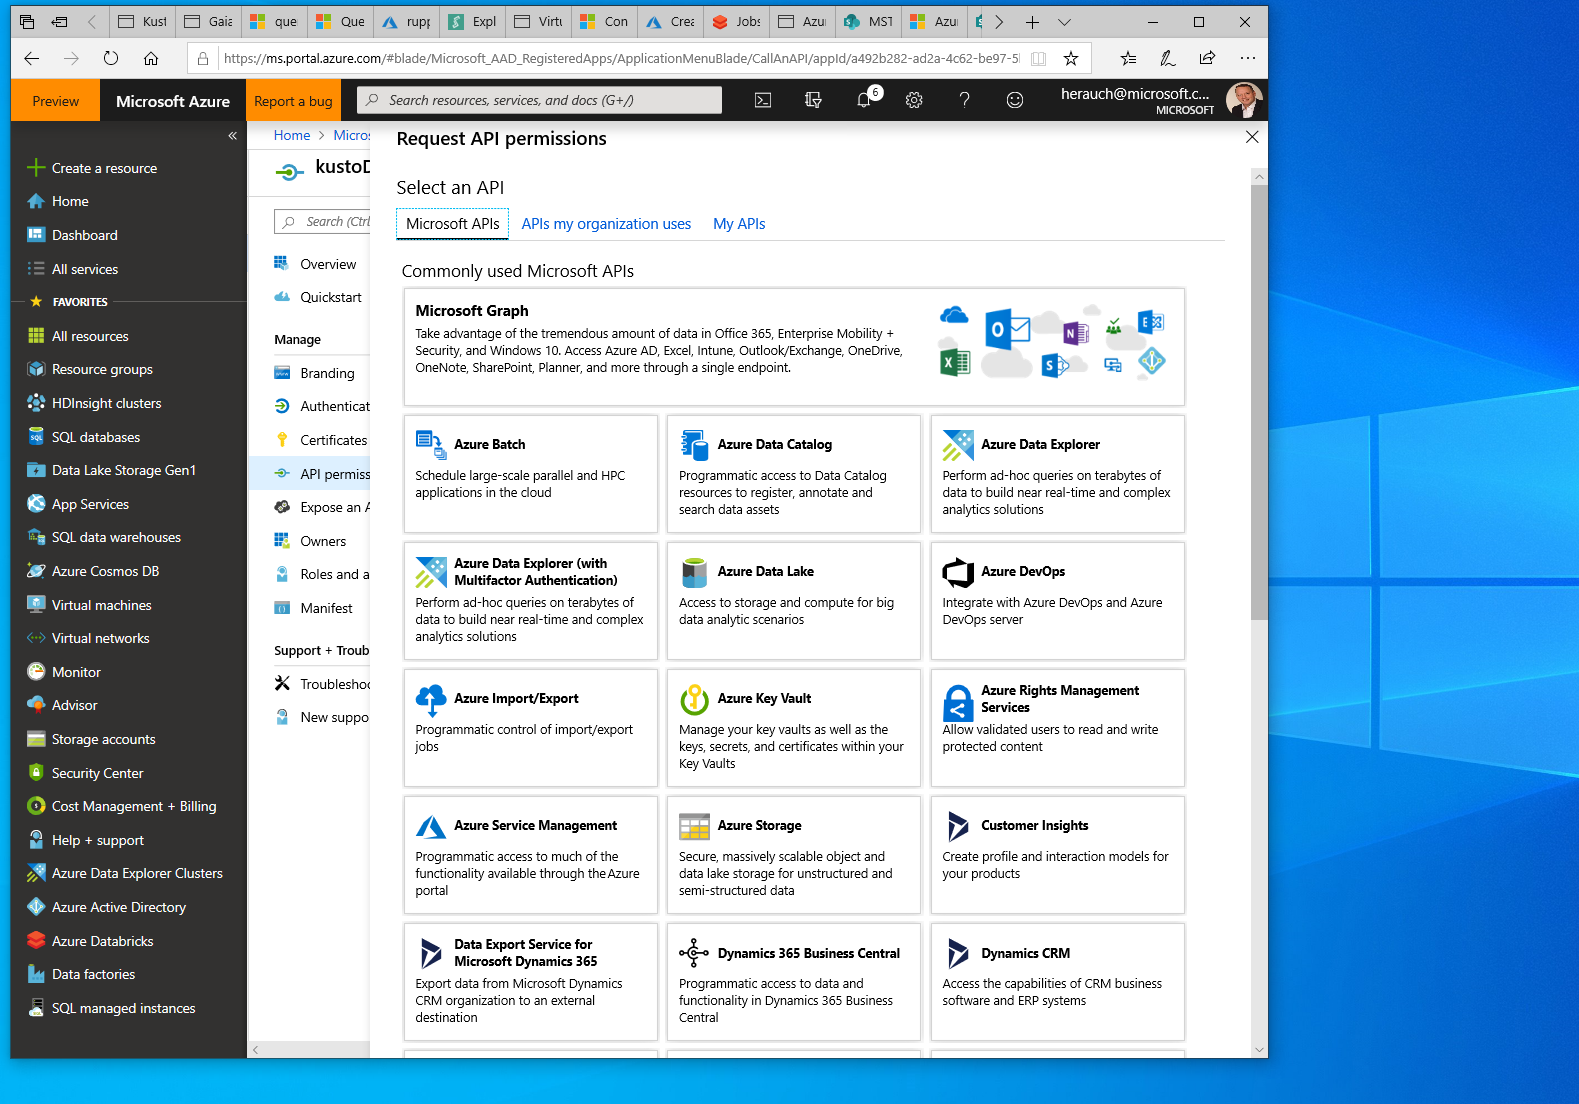 Kust
Gaia
que
Que
rupp
Expl
Virtu
Con
Crea
Jobs
Azu
MST
Azu
https://ms.portal.azure.com/#blade/Microsoft_AAD_RegisteredApps/ApplicationMenuBlade/CallAnAPI/appId/a492b282-ad2a-4c62-be97-5
Preview
Microsoft Azure
Report a bug
Search resources, services, and docs (G+/)
6
herauch@microsoft.c...
MICROSOFT
«
Create a resource
Home
Dashboard
All services
FAVORITES
All resources
Resource groups
HDInsight clusters
SQL databases
Data Lake Storage Gen1
App Services
SQL data warehouses
Azure Cosmos DB
Virtual machines
Virtual networks
Monitor
Advisor
Storage accounts
Security Center
Cost Management + Billing
Help + support
Azure Data Explorer Clusters
Azure Active Directory
Azure Databricks
Data factories
SQL managed instances
Home > Micros
kustoD
Search (Ctrl
Overview
Quickstart
Manage
Branding
Authenticat
Certificates
API permiss
Expose an A
Owners
Roles and a
Manifest
Support + Troub
Troubleshoo
New suppo
Request API permissions
Select an API
Microsoft APIs
APIs my organization uses
My APIs
Commonly used Microsoft APIs
Microsoft Graph
Take advantage of the tremendous amount of data in Office 365, Enterprise Mobility +
Security, and Windows 10. Access Azure AD, Excel, Intune, Outlook/Exchange, OneDrive,
OneNote, SharePoint, Planner, and more through a single endpoint.
Azure Batch
Schedule large-scale parallel and HPC
applications in the cloud
Azure Data Catalog
Programmatic access to Data Catalog
resources to register, annotate and
search data assets
Azure Data Explorer
Perform ad-hoc queries on terabytes of
data to build near real-time and complex
analytics solutions
Azure Data Explorer (with
Multifactor Authentication)
Perform ad-hoc queries on terabytes of
data to build near real-time and complex
analytics solutions
Azure Data Lake
Access to storage and compute for big
data analytic scenarios
Azure DevOps
Integrate with Azure DevOps and Azure
DevOps server
Azure Import/Export
Programmatic control of import/export
jobs
Azure Key Vault
Manage your key vaults as well as the
keys, secrets, and certificates within your
Key Vaults
Azure Rights Management
Services
Allow validated users to read and write
protected content
Azure Service Management
Programmatic access to much of the
functionality available through the Azure
portal
Azure Storage
Secure, massively scalable object and
data lake storage for unstructured and
semi-structured data
Customer Insights
Create profile and interaction models for
your products
Data Export Service for
Microsoft Dynamics 365
Export data from Microsoft Dynamics
CRM organization to an external
destination
Dynamics 365 Business Central
Programmatic access to data and
functionality in Dynamics 365 Business
Central
Dynamics CRM
Access the capabilities of CRM business
software and ERP systems